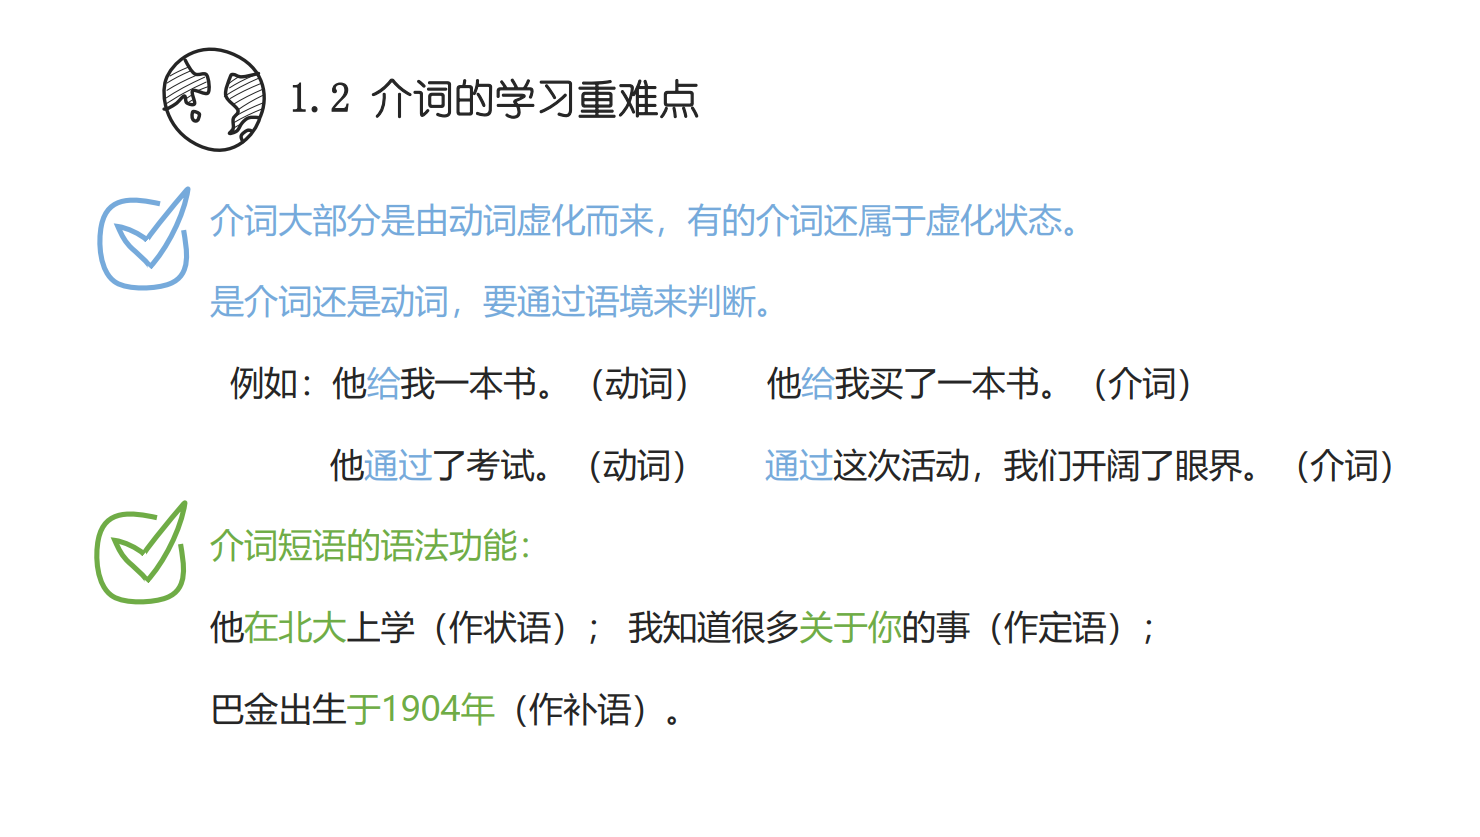 1.2 介词的学习重难点
介词大部分是由动词虚化而来，有的介词还属于虚化状态。
是介词还是动词，要通过语境来判断。
例如：他给我一本书。（动词） 他给我买了一本书。（介词）
他通过了考试。（动词） 通过这次活动，我们开阔了眼界。（介词）
介词短语的语法功能：
他在北大上学（作状语）； 我知道很多关于你的事（作定语）；
巴金出生于1904年（作补语）。